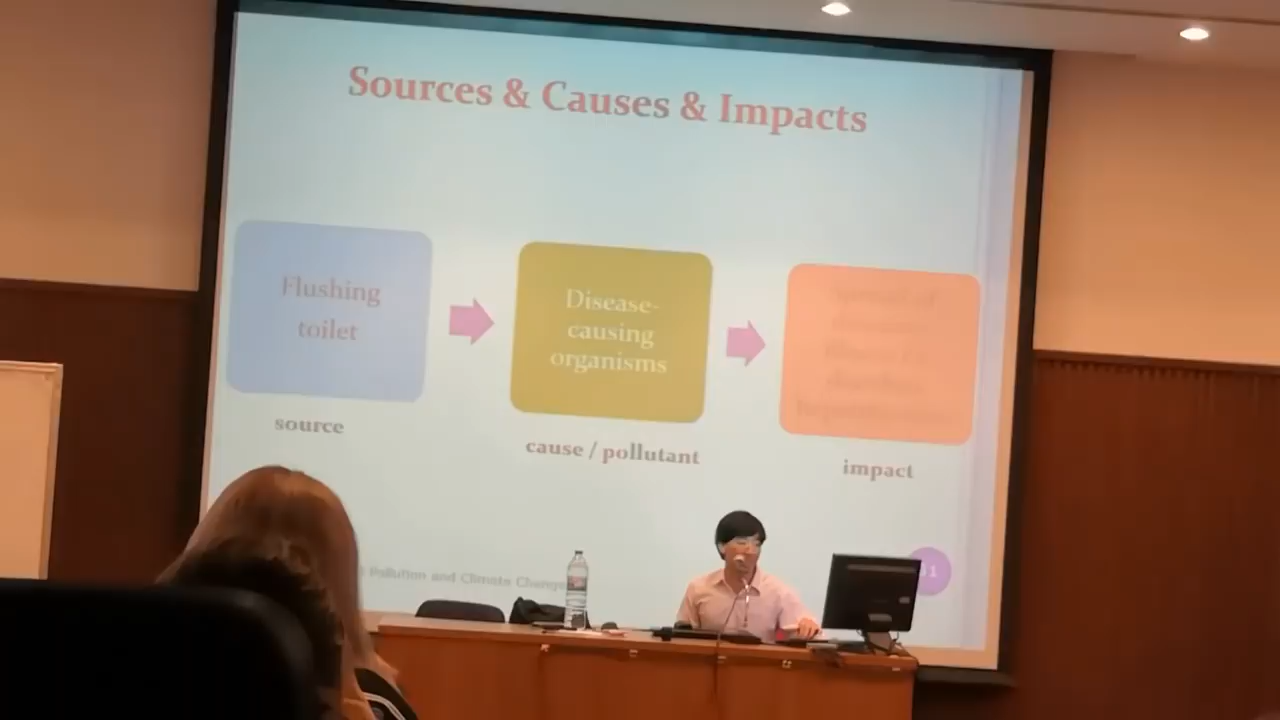 Sources & Causes & Impacts
Flushing
toilet
Disease-
causing
organisms
source
cause / pollutant
impact
Pollution and Climate Change